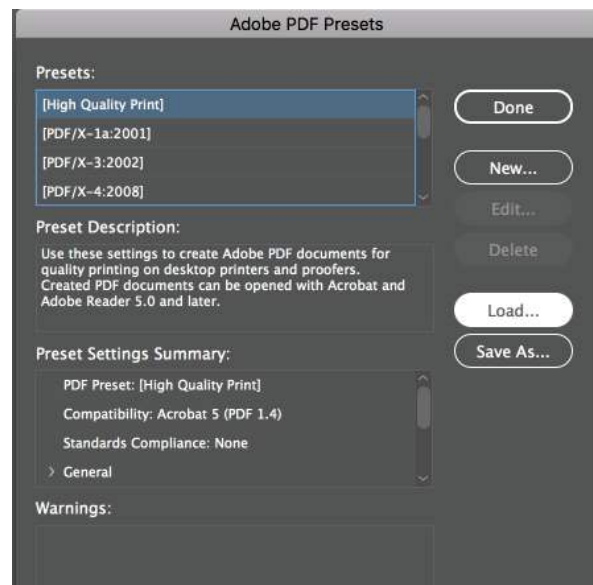 Adobe PDF Presets
Presets:
[High Quality Print]
[PDF/X-1a:2001]
[PDF/X-3:2002]
[PDF/X-4:2008]
Done
New...
Edit...
Delete
Load...
Save As...
Preset Description:
Use these settings to create Adobe PDF documents for
quality printing on desktop printers and proofers.
Created PDF documents can be opened with Acrobat and
Adobe Reader 5.0 and later.
Preset Settings Summary:
PDF Preset: [High Quality Print]
Compatibility: Acrobat 5 (PDF 1.4)
Standards Compliance: None
General
Warnings: